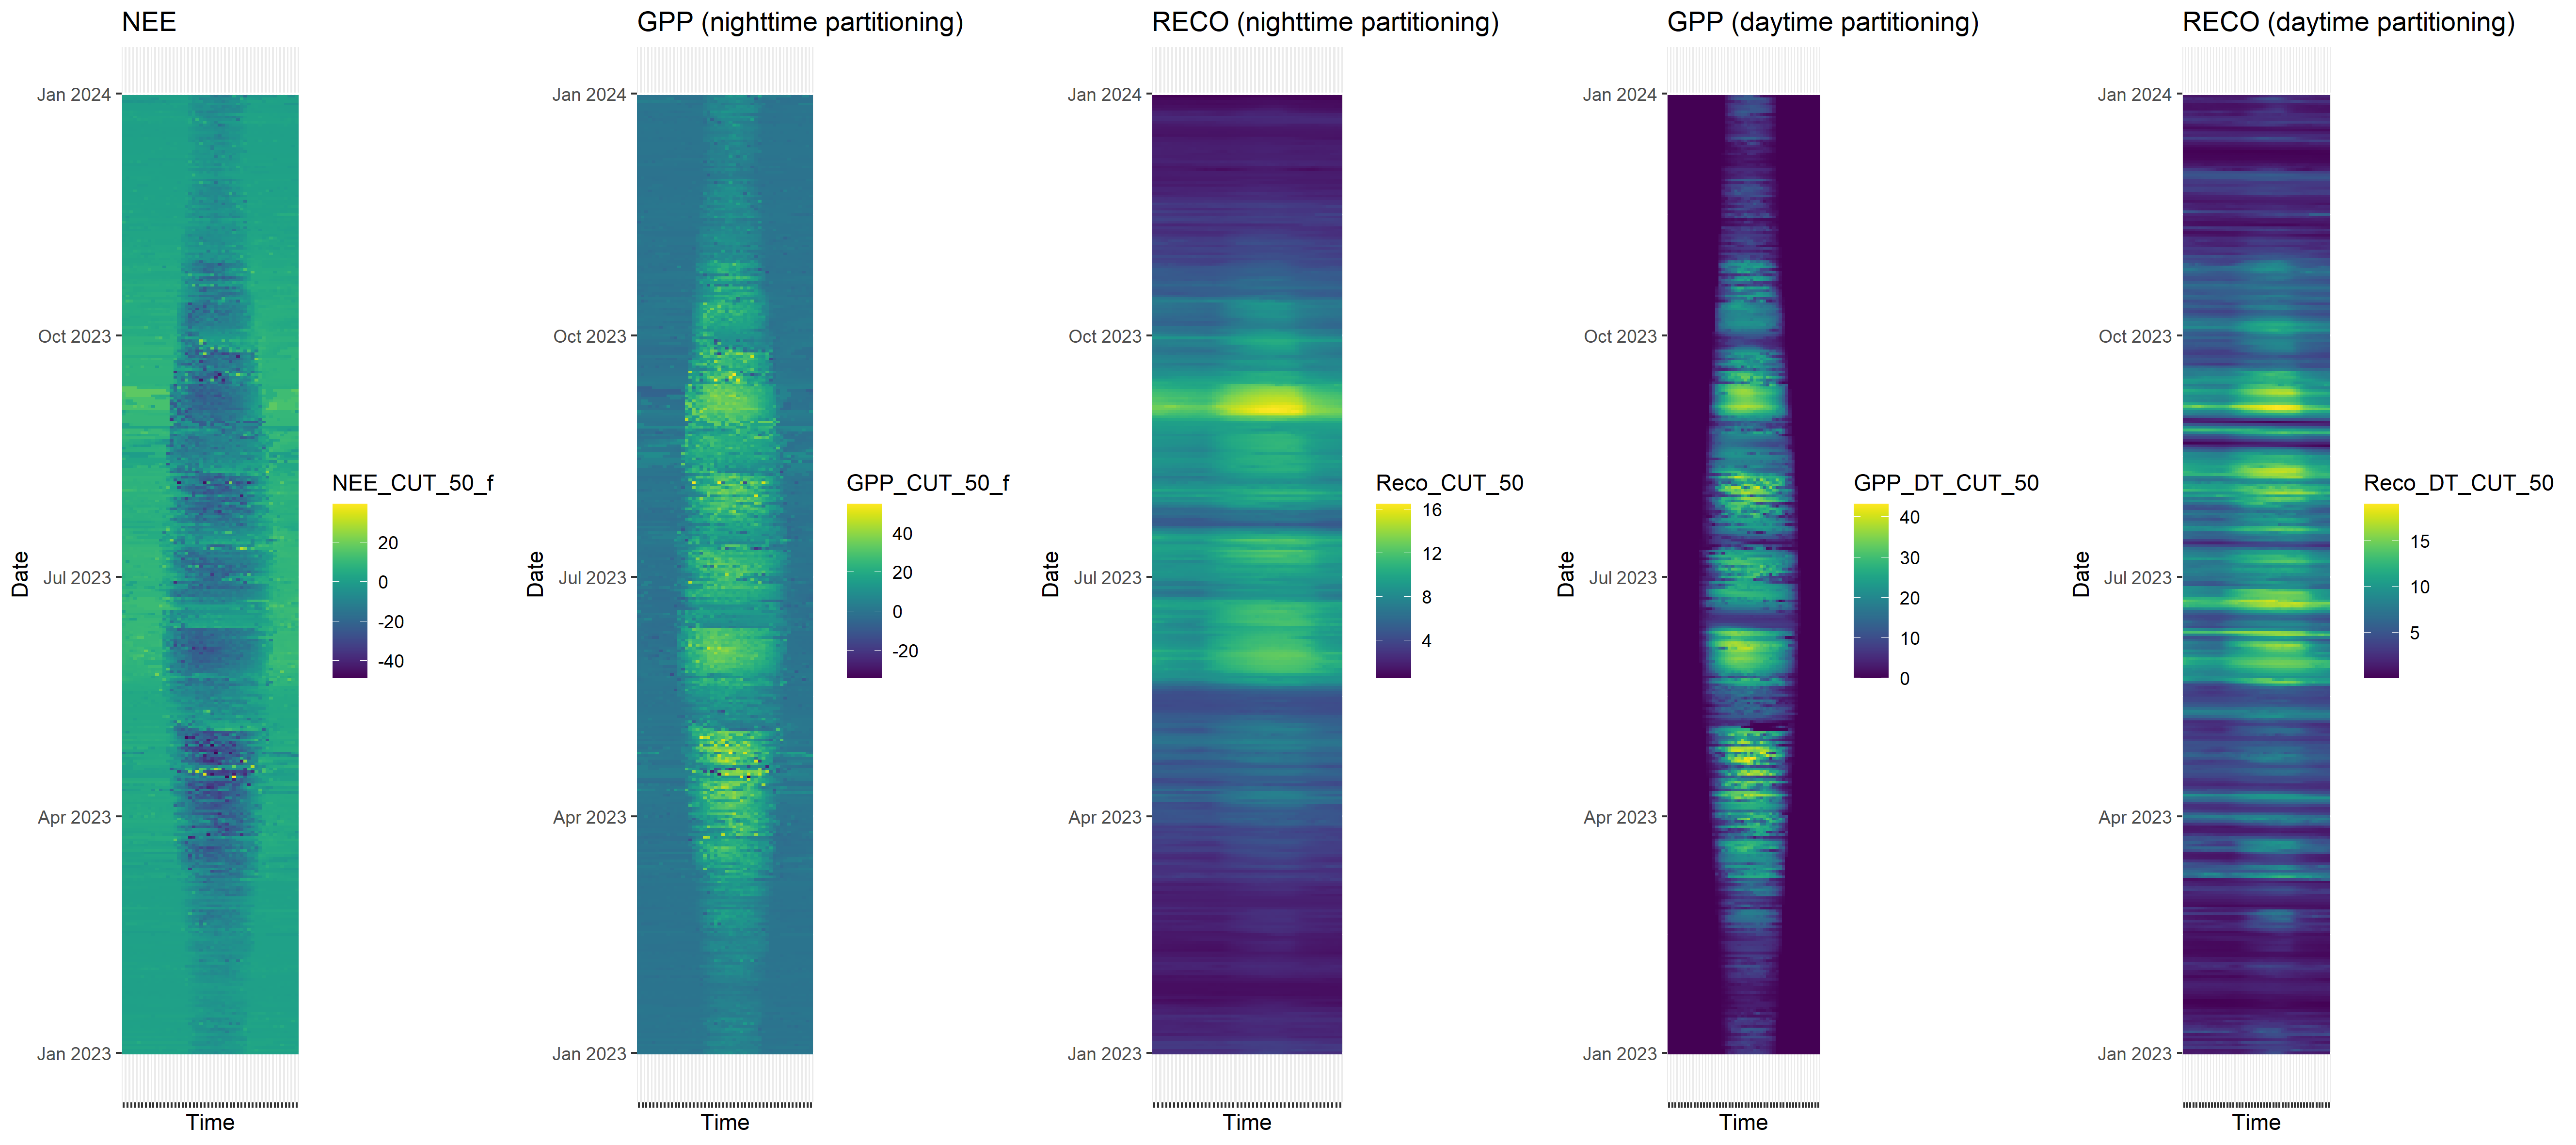 NEE
Jan 2024
Oct 2023
Jul 2023
Apr 2023
Jan 2023
Date
Time
NEE_CUT_50_f
20
0
-20
-40
GPP (nighttime partitioning)
Jan 2024
Oct 2023
Jul 2023
Apr 2023
Jan 2023
Date
Time
GPP_CUT_50_f
40
20
0
-20
RECO (nighttime partitioning)
Jan 2024
Oct 2023
Jul 2023
Apr 2023
Jan 2023
Date
Time
Reco_CUT_50
16
12
8
4
GPP (daytime partitioning)
Jan 2024
Oct 2023
Jul 2023
Apr 2023
Jan 2023
Date
Time
GPP_DT_CUT_50
40
30
20
10
0
RECO (daytime partitioning)
Jan 2024
Oct 2023
Jul 2023
Apr 2023
Jan 2023
Date
Time
Reco_DT_CUT_50
15
10
5